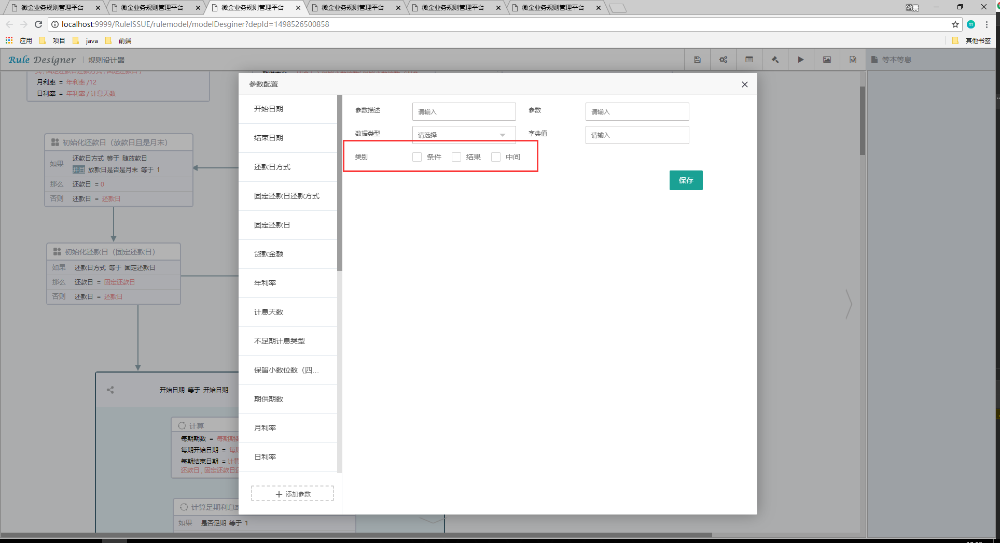 微金业务规则管理平台
微金业务规则管理平台
微金业务规则管理平台
微金业务规则管理平台
微金业务规则管理平台
微金业务规则管理平台
涵晨
localhost:9999/RuleISSUE/rulemodel/modelDesginer?depId=1498526500858
m
应用
项目
java
前端
其他书签
Rule Designer
规则设计器
等本等息
月利率 = 年利率 /12
日利率 = 年利率 / 计息天数
初始化还款日（放款日且是月末）
如果
还款日方式 等于 随放款日
并且 放款日是否是月末 等于 1
那么 还款日 = 0
否则 还款日 = 还款日
初始化还款日（固定还款日）
如果 还款日方式 等于 固定还款日
那么 还款日 = 固定还款日
否则 还款日 = 还款日
开始日期 等于 开始日期
计算
每期期数 = 每期期数
每期开始日期 = 每期
每期结束日期 = 计算
还款日 , 固定还款日还
计算足期利息或
如果 是否足期 等于 1
参数配置
开始日期
结束日期
还款日方式
固定还款日还款方式
固定还款日
贷款金额
年利率
计息天数
不足期计息类型
保留小数位数（四...
期供期数
月利率
日利率
添加参数
参数描述 请输入 参数 请输入
数据类型 请选择 字典值 请输入
类别 条件 结果 中间
保存